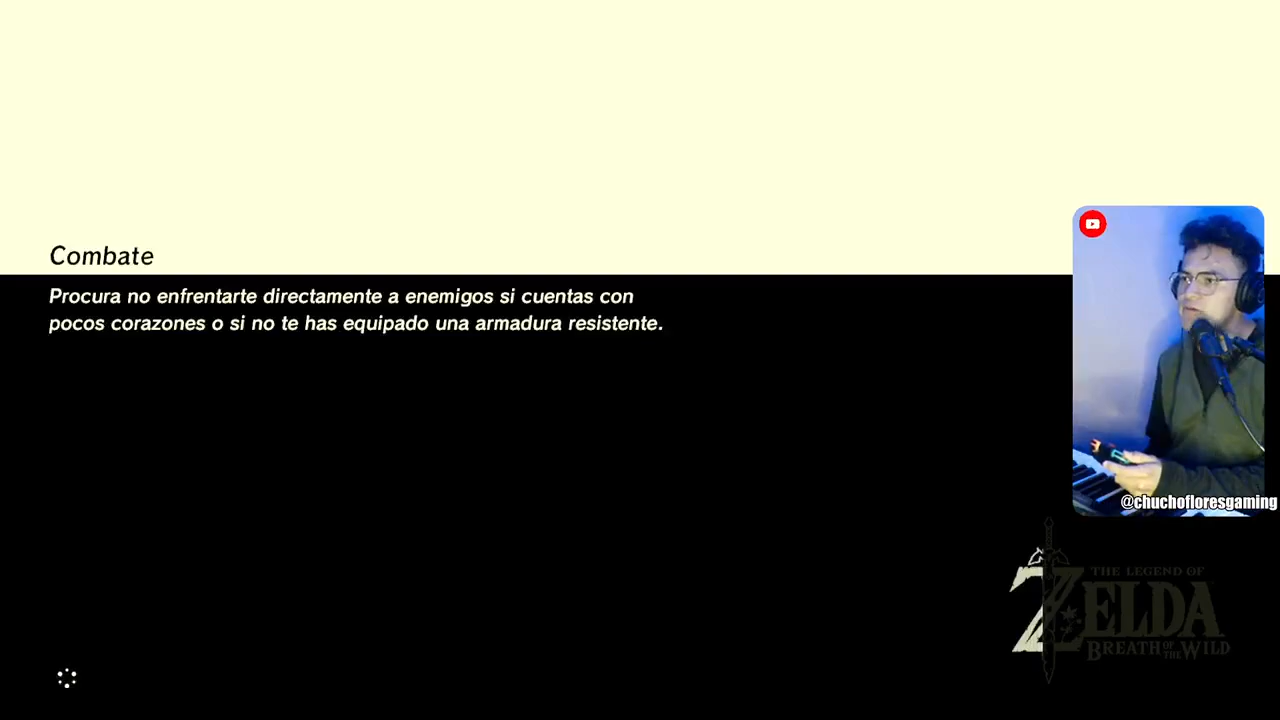 Combate
Procura no enfrentarte directamente a enemigos si cuentas con
pocos corazones o si no te has equipado una armadura resistente.
@chuchofloresgaming
THE LEGEND OF
ZELDA
BREATH OF THE WILD